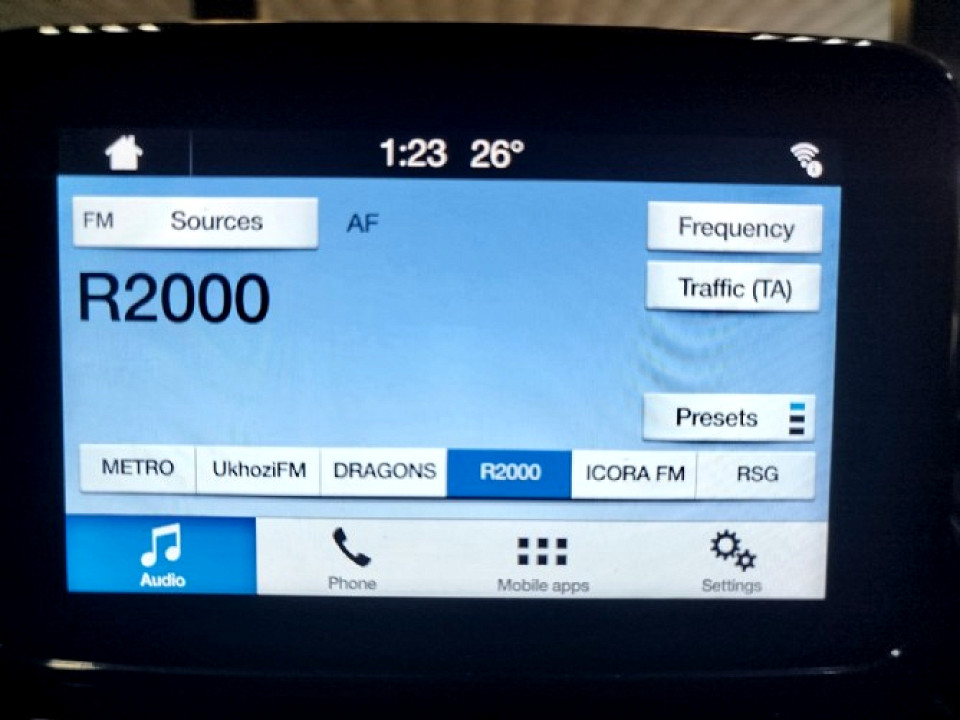 1:23 26°
FM Sources AF Frequency
R2000 Traffic (TA)
Presets
METRO UkhoziFM DRAGONS R2000 ICORA FM RSG
Audio Phone Mobile apps Settings